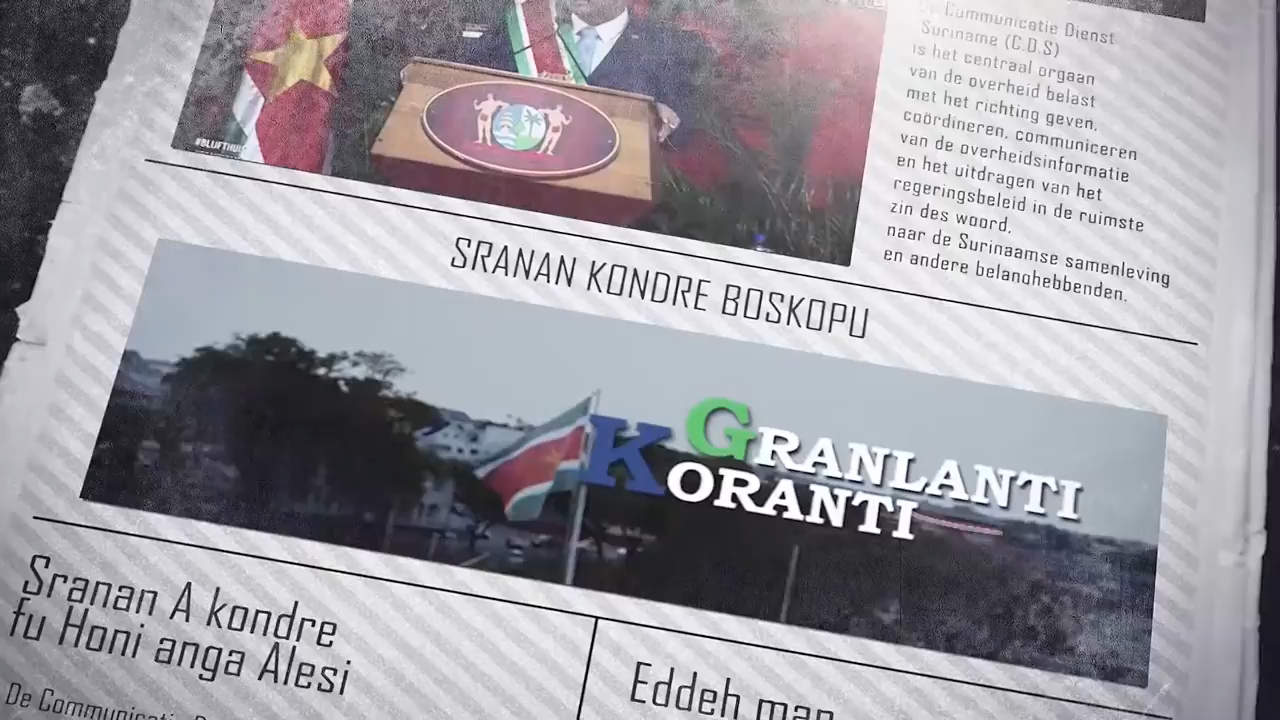 #BLIJFTHUIS
Communicatie Dienst
Suriname (C.D.S)
is het centraal orgaan
van de overheid belast
met het richting geven,
coördineren, communiceren
van de overheidsinformatie
en het uitdragen van het
regeringsbeleid in de ruimste
zin des woord,
naar de Surinaamse samenleving
en andere belanghebbenden.
SRANAN KONDRE BOSKOPU
GRANLANTI
KORANTI
Sranan A kondre
fu Honi anga Alesi
De Communicatie
Eddeh man